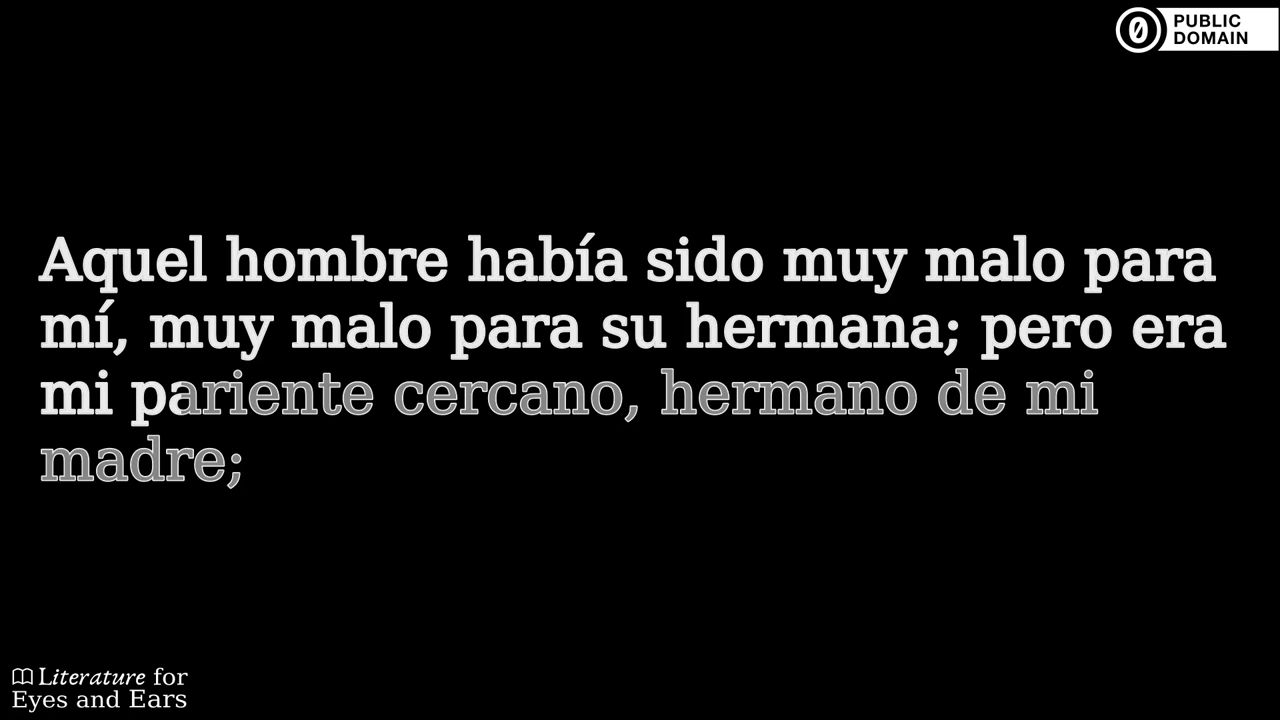 PUBLIC
DOMAIN
Aquel hombre había sido muy malo para
mí, muy malo para su hermana; pero era
mi pariente cercano, hermano de mi
madre;
Literature for
Eyes and Ears